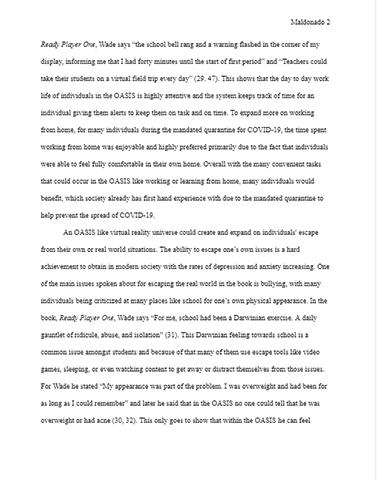 Maldonado 2
Ready Player One, Wade says “the school bell rang and a warning flashed in the corner of my
display, informing me that I had forty minutes until the start of first period” and “Teachers could
take their students on a virtual field trip every day” (29. 47). This shows that the day to day work
life of individuals in the OASIS is highly attentive and the system keeps track of time for an
individual giving them alerts to keep them on task and on time. To expand more on working
from home, for many individuals during the mandated quarantine for COVID-19, the time spent
working from home was enjoyable and highly preferred primarily due to the fact that individuals
were able to feel fully comfortable in their own home. Overall with the many convenient tasks
that could occur in the OASIS like working or learning from home, many individuals would
benefit, which society already has first hand experience with due to the mandated quarantine to
help prevent the spread of COVID-19.
An OASIS like virtual reality universe could create and expand on individuals' escape
from their own or real world situations. The ability to escape one’s own issues is a hard
achievement to obtain in modern society with the rates of depression and anxiety increasing. One
of the main issues spoken about for escaping the real world in the book is bullying, with many
individuals being criticized at many places like school for one’s own physical appearance. In the
book, Ready Player One, Wade says “For me, school had been a Darwinian exercise. A daily
gauntlet of ridicule, abuse, and isolation” (31). This Darwinian feeling towards school is a
common issue amongst students and because of that many of them use escape tools like video
games, sleeping, or even watching content to get away or distract themselves from those issues.
For Wade he stated “My appearance was part of the problem. I was overweight and had been for
as long as I could remember” and later he said that in the OASIS no one could tell that he was
overweight or had acne (30, 32). This only goes to show that within the OASIS he can feel